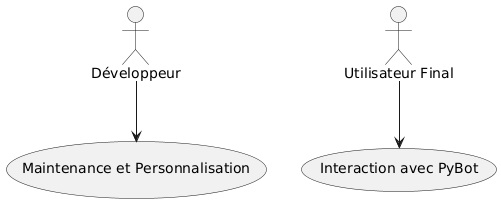 Développeur
Utilisateur Final
Maintenance et Personnalisation
Interaction avec PyBot